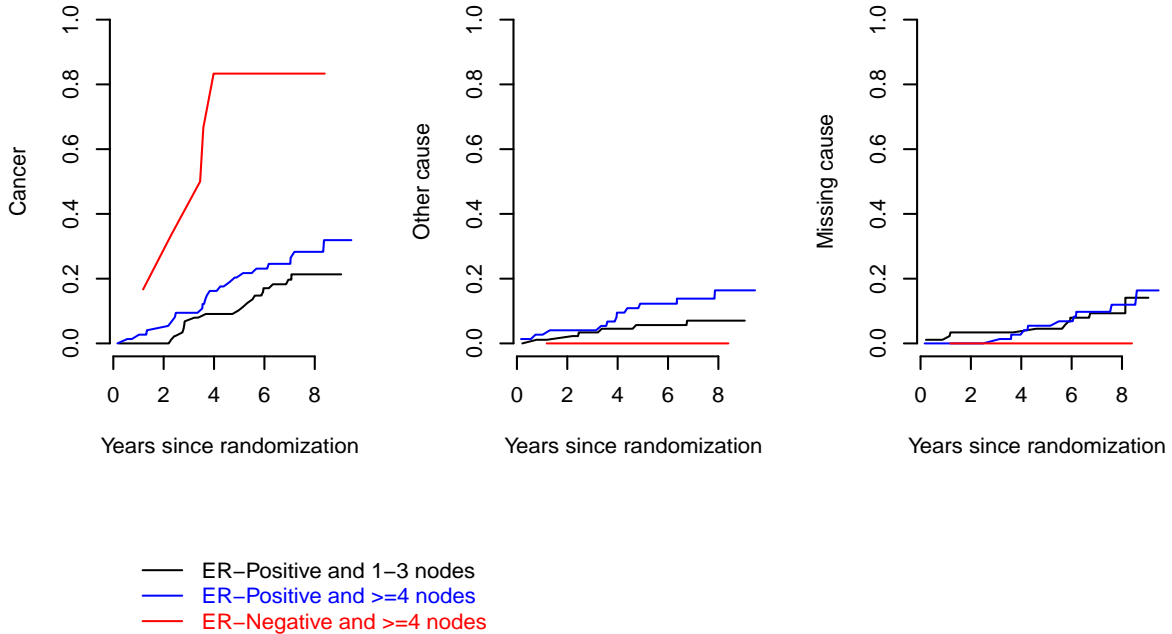 Cancer
0.0 0.2 0.4 0.6 0.8 1.0
0 2 4 6 8
Years since randomization
Other cause
0.0 0.2 0.4 0.6 0.8 1.0
0 2 4 6 8
Years since randomization
Missing cause
0.0 0.2 0.4 0.6 0.8 1.0
0 2 4 6 8
Years since randomization
ER−Positive and 1−3 nodes
ER−Positive and >=4 nodes
ER−Negative and >=4 nodes